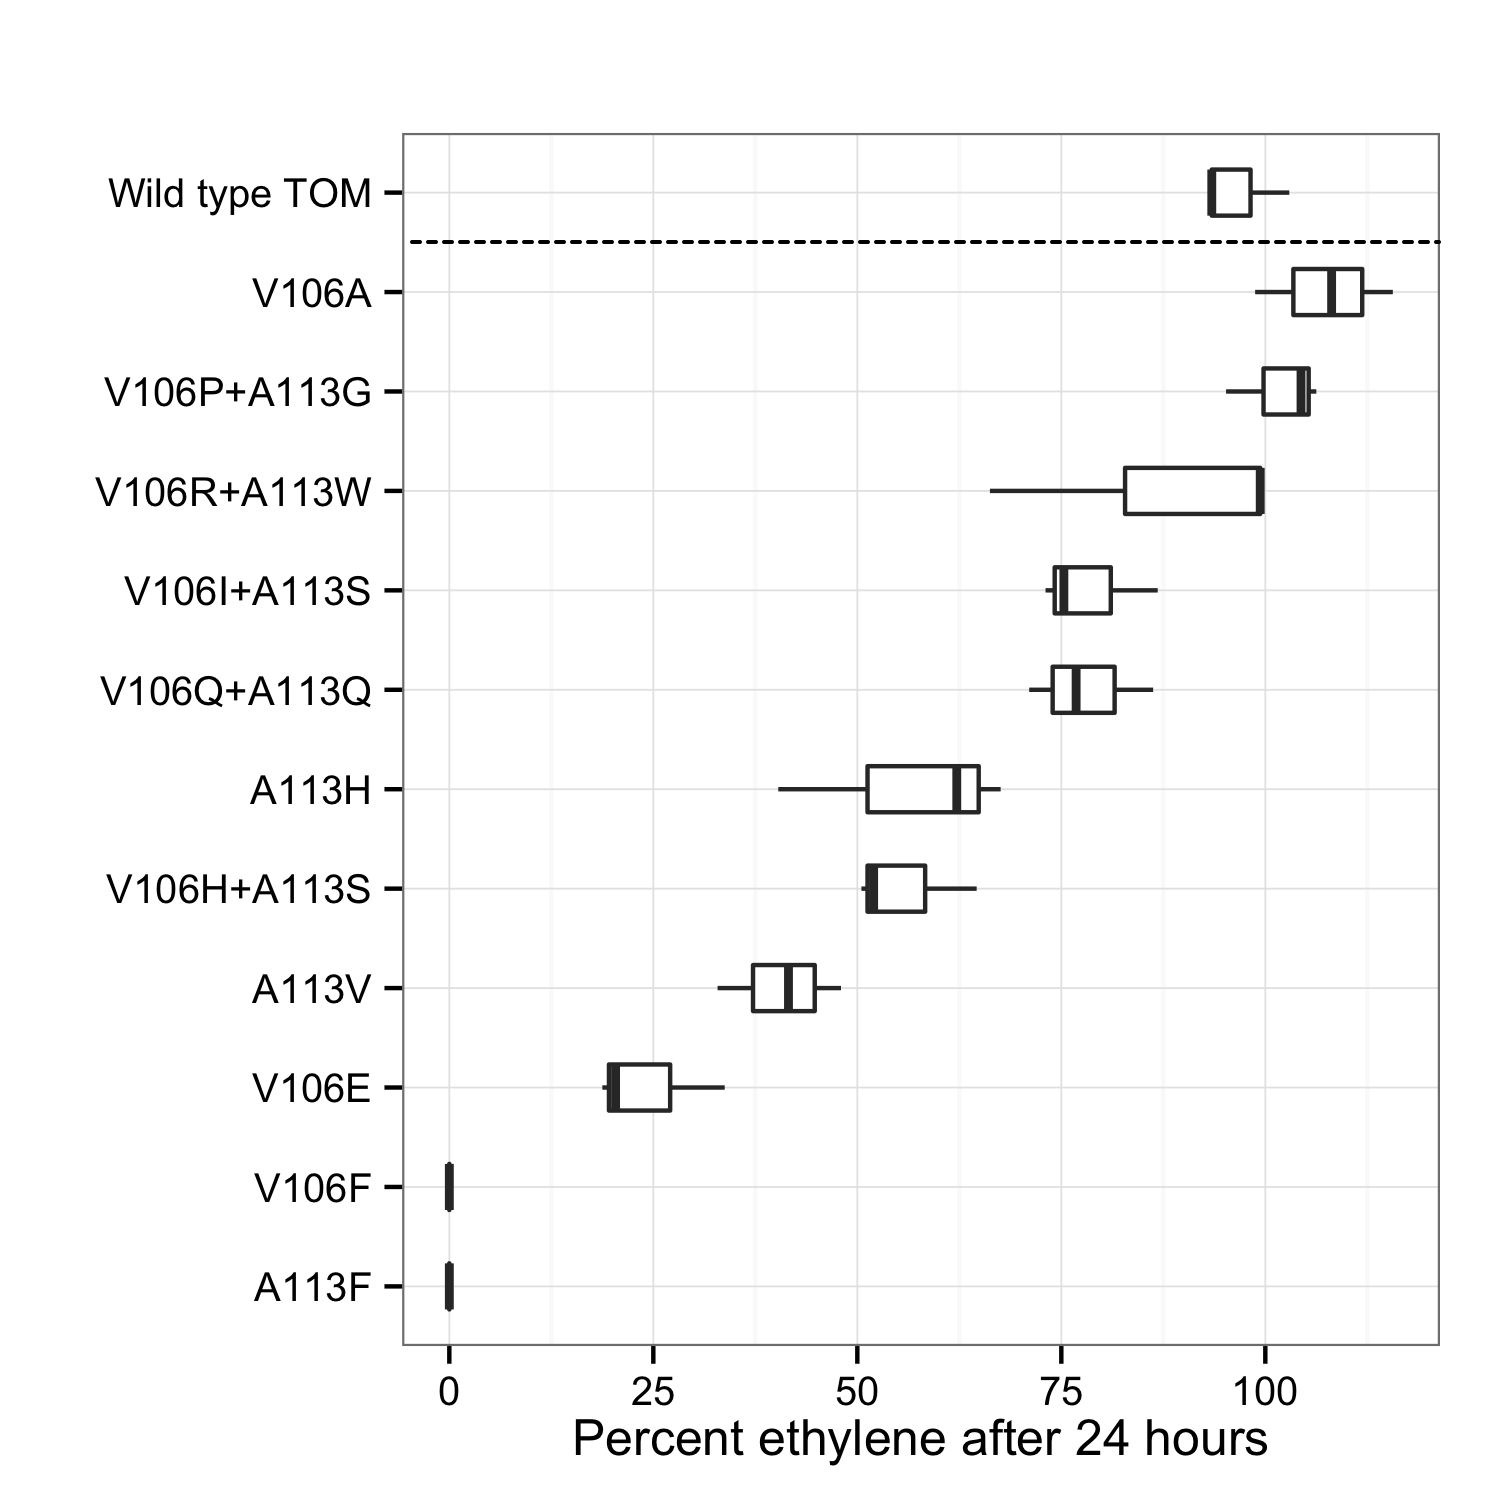 Wild type TOM
V106A
V106P+A113G
V106R+A113W
V106I+A113S
V106Q+A113Q
A113H
V106H+A113S
A113V
V106E
V106F
A113F
0 25 50 75 100
Percent ethylene after 24 hours